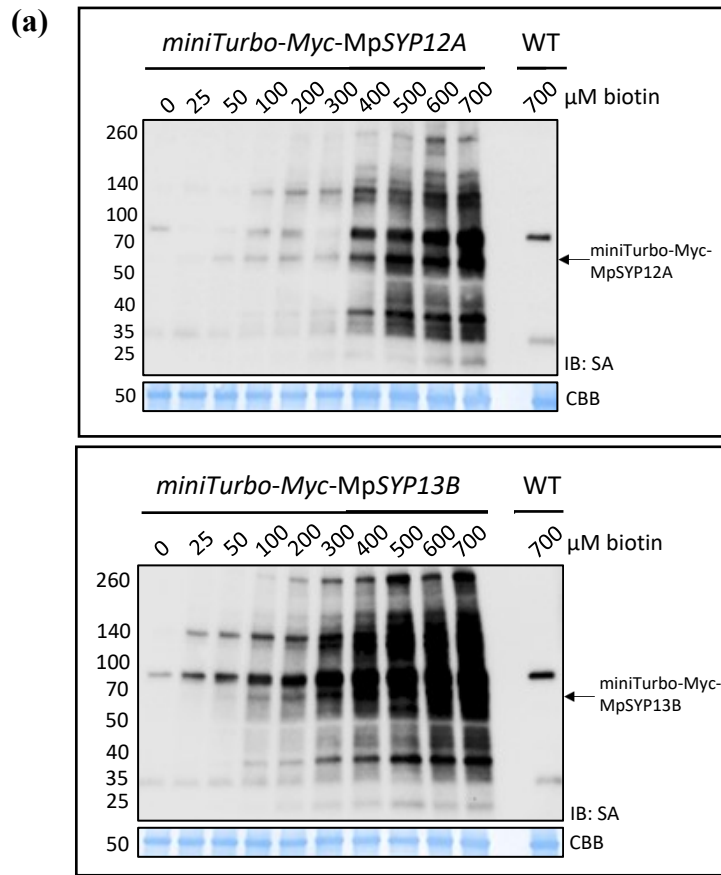 (a)
miniTurbo-Myc-MpSYP12A WT
0 25 50 100 200 300 400 500 600 700 700 μM biotin
260
140
100
70
50
40
35
25
miniTurbo-Myc-
MpSYP12A
IB: SA
50 CBB
miniTurbo-Myc-MpSYP13B WT
0 25 50 100 200 300 400 500 600 700 700 μM biotin
260
140
100
70
50
40
35
25
miniTurbo-Myc-
MpSYP13B
IB: SA
50 CBB